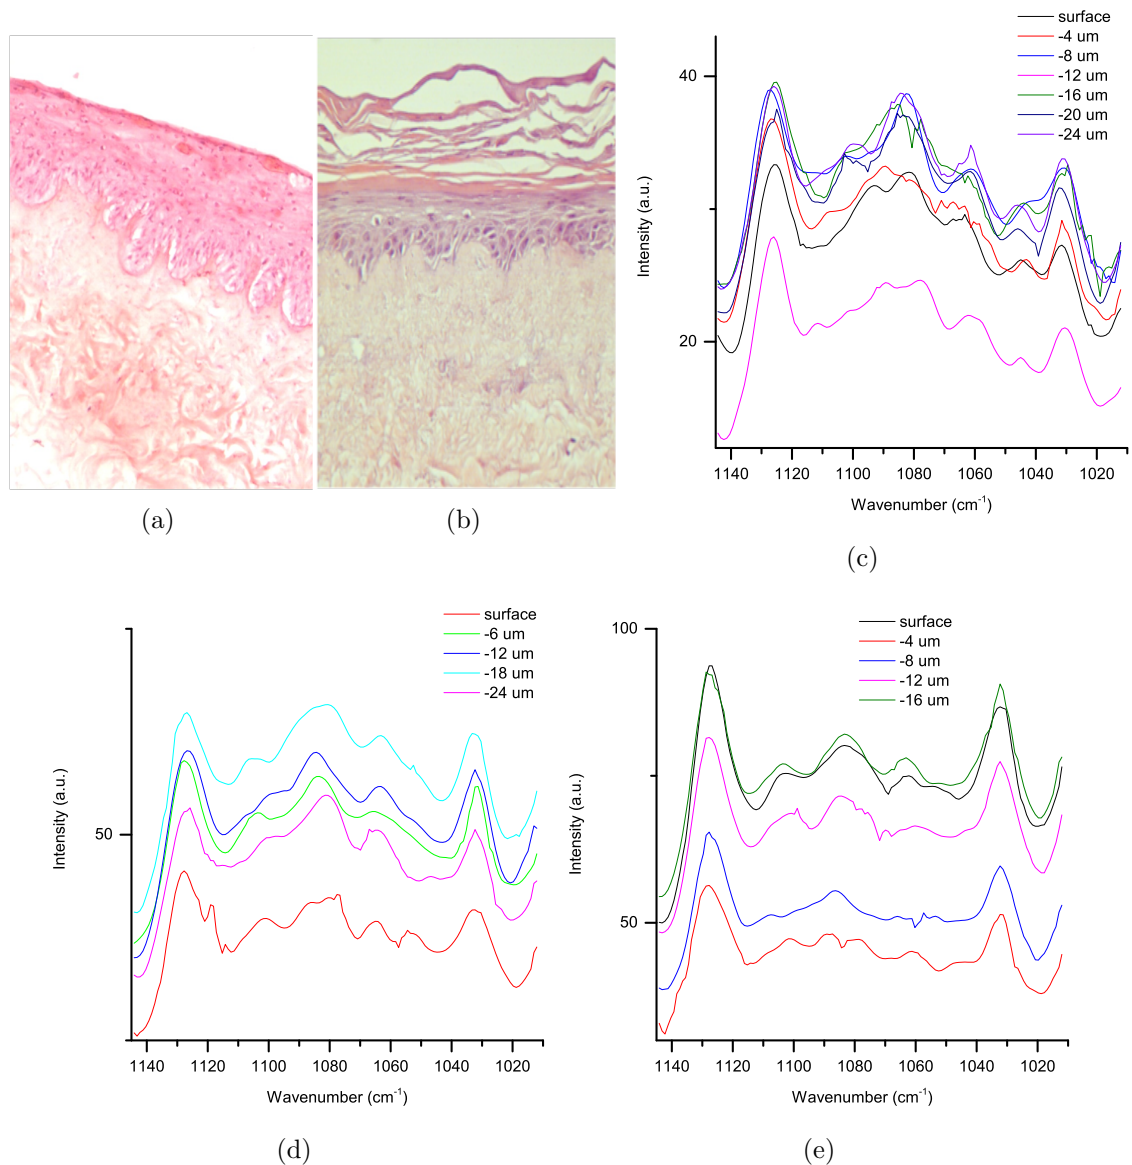 surface
-4 um
-8 um
-12 um
-16 um
-20 um
-24 um
40
20
Intensity (a.u.)
1140 1120 1100 1080 1060 1040 1020
Wavenumber (cm⁻¹)
(a)
(b)
(c)
surface
-6 um
-12 um
-18 um
-24 um
50
Intensity (a.u.)
1140 1120 1100 1080 1060 1040 1020
Wavenumber (cm⁻¹)
(d)
surface
-4 um
-8 um
-12 um
-16 um
100
50
Intensity (a.u.)
1140 1120 1100 1080 1060 1040 1020
Wavenumber (cm⁻¹)
(e)